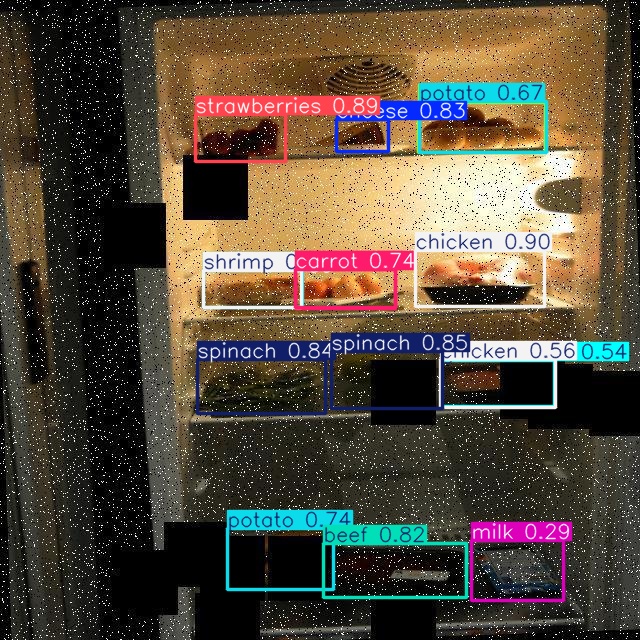 potato 0.67
strawberries 0.89
cheese 0.83
chicken 0.90
shrimp
carrot 0.74
spinach 0.84
spinach 0.85
chicken 0.56
0.54
potato 0.74
beef 0.82
milk 0.29